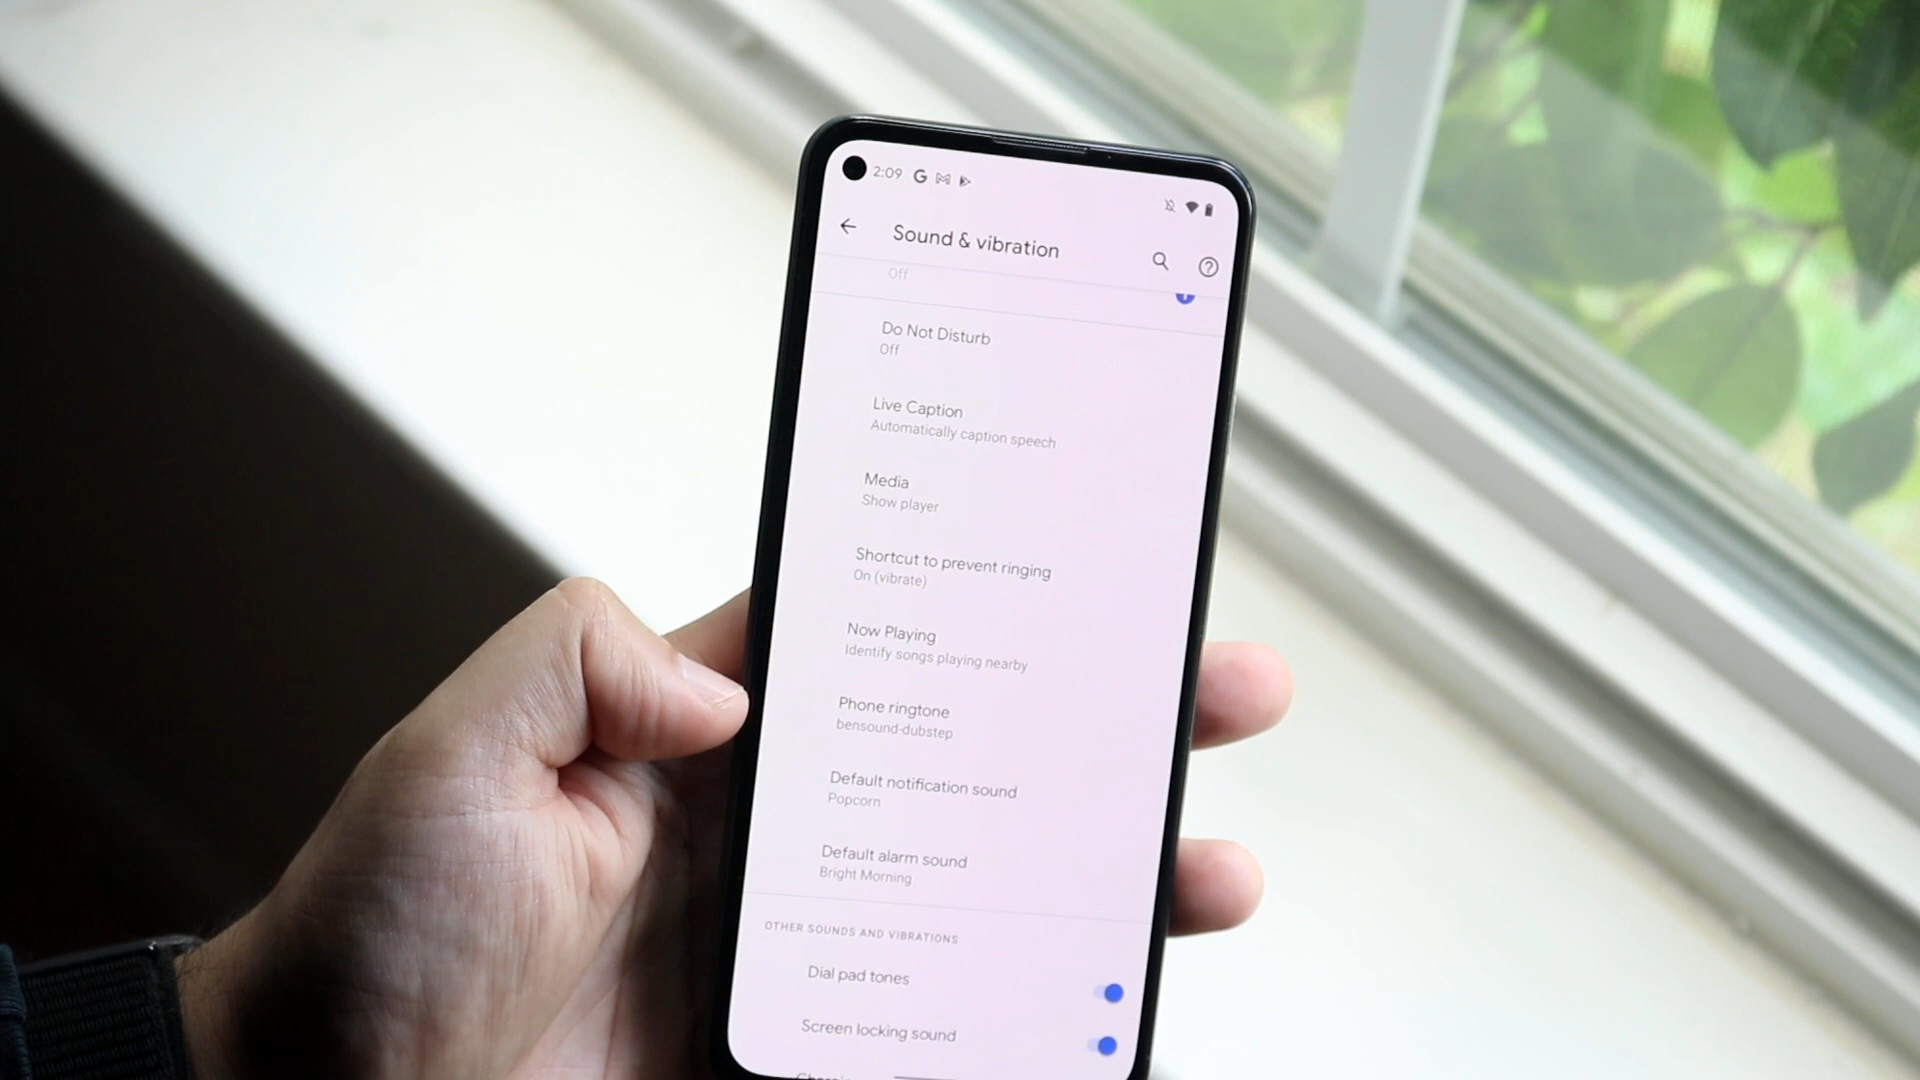 2:09
Sound & vibration
Off
Do Not Disturb
Off
Live Caption
Automatically caption speech
Media
Show player
Shortcut to prevent ringing
On (vibrate)
Now Playing
Identify songs playing nearby
Phone ringtone
bensound-dubstep
Default notification sound
Popcorn
Default alarm sound
Bright Morning
OTHER SOUNDS AND VIBRATIONS
Dial pad tones
Screen locking sound